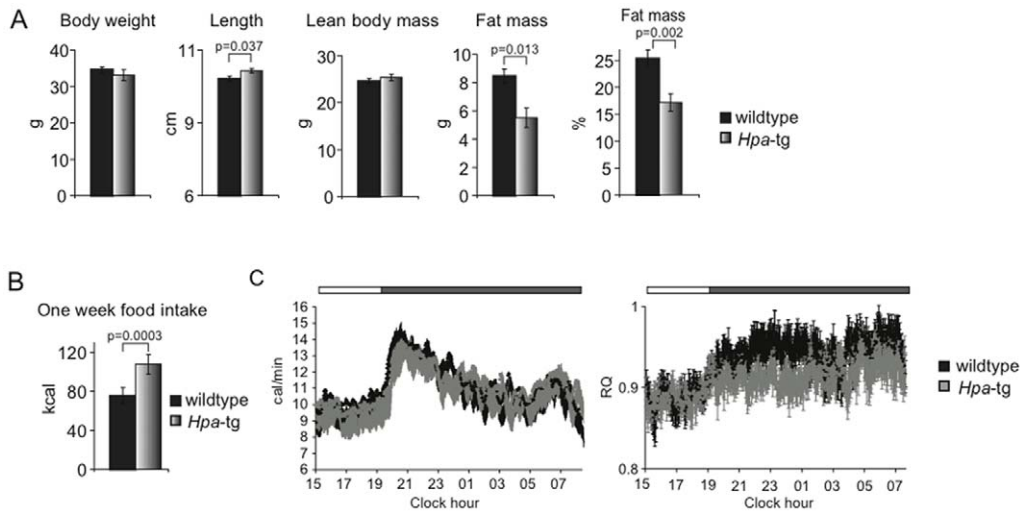 A
Body weight
Length
Lean body mass
Fat mass
Fat mass
p=0.037
p=0.013
p=0.002
40
30
20
10
0
g
11
9
6
cm
30
20
10
0
g
10
8
6
4
2
0
g
25
20
15
10
5
0
%
wildtype
Hpa-tg
B
One week food intake
p=0.0003
120
80
40
0
kcal
wildtype
Hpa-tg
C
16
15
14
13
12
11
10
9
8
7
6
cal/min
15 17 19 21 23 01 03 05 07
Clock hour
1
0.9
0.8
RQ
15 17 19 21 23 01 03 05 07
Clock hour
wildtype
Hpa-tg